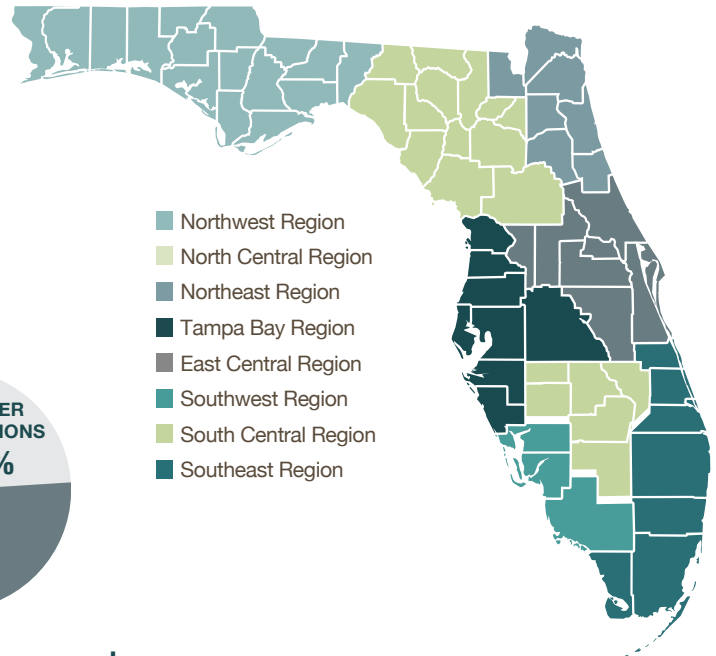 Northwest Region
North Central Region
Northeast Region
Tampa Bay Region
East Central Region
Southwest Region
South Central Region
Southeast Region